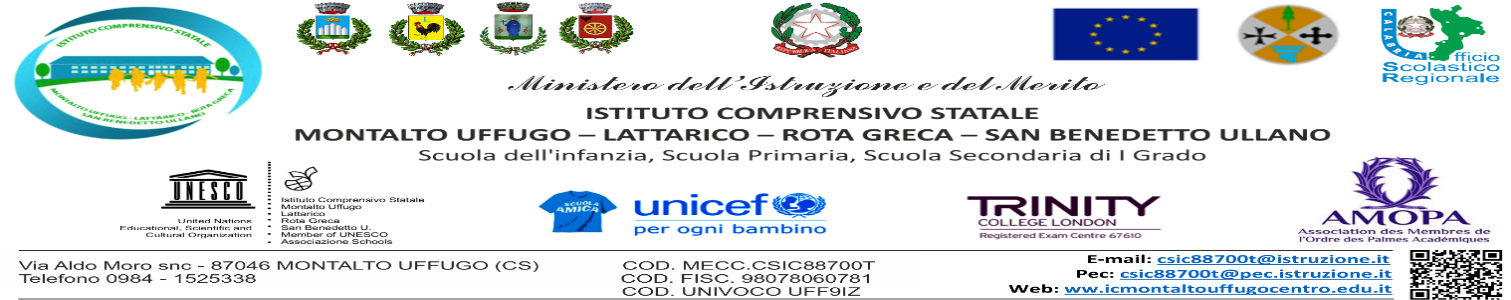 ISTITUTO COMPRENSIVO STATALE
MONTALTO UFFUGO - LATTARICO - ROTA GRECA
SAN BENEDETTO ULLANO
CALABRIA
Ufficio
Scolastico
Regionale
Ministero dell'Istruzione e del Merito
ISTITUTO COMPRENSIVO STATALE
MONTALTO UFFUGO – LATTARICO – ROTA GRECA – SAN BENEDETTO ULLANO
Scuola dell'infanzia, Scuola Primaria, Scuola Secondaria di I Grado
UNESCO
United Nations
Educational, Scientific and
Cultural Organization
Istituto Comprensivo Statale
Montalto Uffugo
Lattarico
Rota Greca
San Benedetto U.
Member of UNESCO
Associazione Schools
SCUOLA
AMICA
unicef
per ogni bambino
TRINITY
COLLEGE LONDON
Registered Exam Centre 67610
AMOPA
Association des Membres de
l'Ordre des Palmes Académiques
Via Aldo Moro snc - 87046 MONTALTO UFFUGO (CS)
Telefono 0984 - 1525338
COD. MECC.CSIC88700T
COD. FISC. 98078060781
COD. UNIVOCO UFF9IZ
E-mail: csic88700t@istruzione.it
Pec: csic88700t@pec.istruzione.it
Web: ww.icmontaltouffugocentro.edu.it